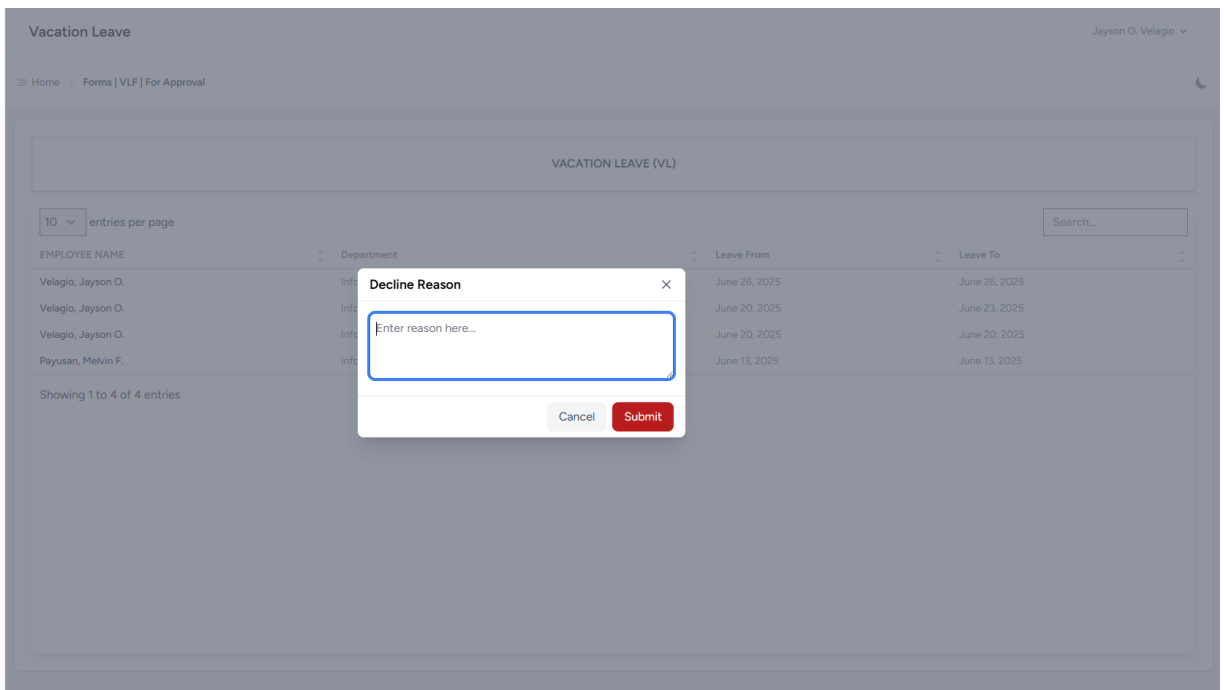 Vacation Leave
Jayson O. Velagio
Home > Forms | VLF | For Approval
VACATION LEAVE (VL)
10 entries per page
Search...
EMPLOYEE NAME Department Leave From Leave To
Velagio, Jayson O. June 26, 2025 June 26, 2025
Velagio, Jayson O. June 20, 2025 June 23, 2025
Velagio, Jayson O. June 20, 2025 June 20, 2025
Payusan, Melvin F. June 13, 2025 June 13, 2025
Showing 1 to 4 of 4 entries
Decline Reason
Enter reason here...
Cancel Submit